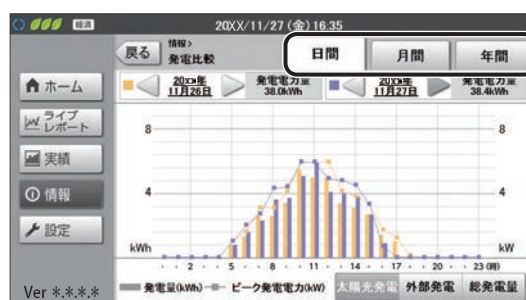 経済 20XX/11/27(金)16:35
戻る 情報>
発電比較
日間 月間 年間
20XX年
11月26日
発電電力量
38.0kWh
20XX年
11月27日
発電電力量
38.4kWh
ホーム
ライブ
レポート
実績
情報
設定
Ver *.*.*.*
8 8
4 4
kWh kW
・ ・ 2 ・ ・ 5 ・ ・ 8 ・ ・ 11 ・ ・ 14 ・ ・ 17 ・ ・ 20 ・ ・ 23(時)
発電量(kWh) ピーク発電電力(kW) 太陽光発電 外部発電 総発電量